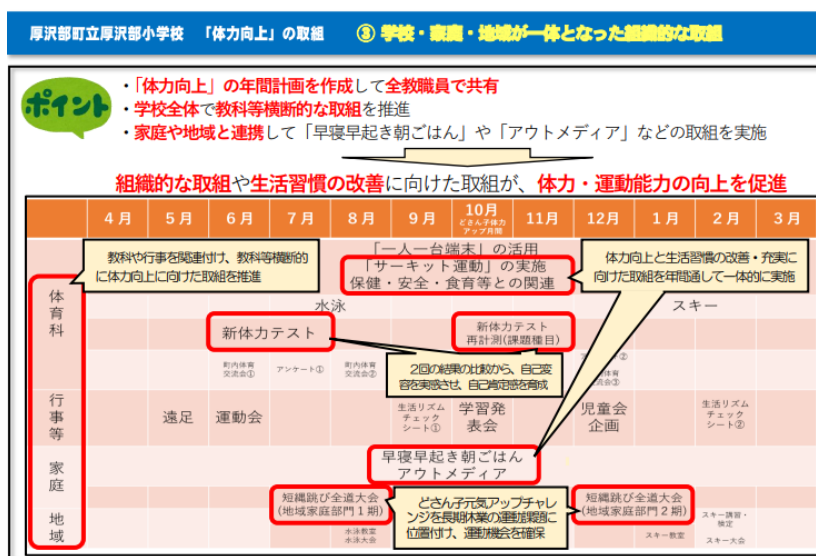 厚沢部町立厚沢部小学校 「体力向上」の取組 ③ 学校・家庭・地域が一体となった組織的な取組
ポイント
・「体力向上」の年間計画を作成して全教職員で共有
・学校全体で教科等横断的な取組を推進
・家庭や地域と連携して「早寝早起き朝ごはん」や「アウトメディア」などの取組を実施
組織的な取組や生活習慣の改善に向けた取組が、体力・運動能力の向上を促進
4月 5月 6月 7月 8月 9月 10月 11月 12月 1月 2月 3月
どさん子体力
アップ月間
教科や行事を関連付け、教科等横断的
に体力向上に向けた取組を推進
「一人一台端末」の活用
「サーキット運動」の実施
保健・安全・食育等との関連
体力向上と生活習慣の改善・充実に
向けた取組を年間通して一体的に実施
体育科
水泳
スキー
新体力テスト
新体力テスト
再計測(課題種目)
町内体育
交流会①
アンケート①
町内体育
交流会②
2回の結果の比較から、自己変
容を実感させ、自己肯定感を育成
交流会③
行事等
遠足
運動会
生活リズム
チェック
シート①
学習発
表会
児童会
企画
生活リズム
チェック
シート②
家庭
早寝早起き朝ごはん
アウトメディア
地域
短縄跳び全道大会
(地域家庭部門1期)
どさん子元気アップチャレ
ンジを長期休業の運動課題に
位置付け、運動機会を確保
短縄跳び全道大会
(地域家庭部門2期)
水泳教室
水泳大会
スキー教室
スキー講習・
検定
スキー大会